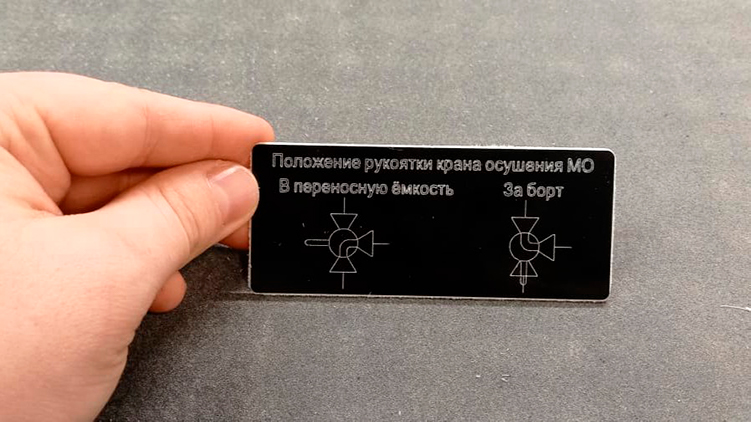 Положение рукоятки крана осушения МО
В переносную ёмкость За борт